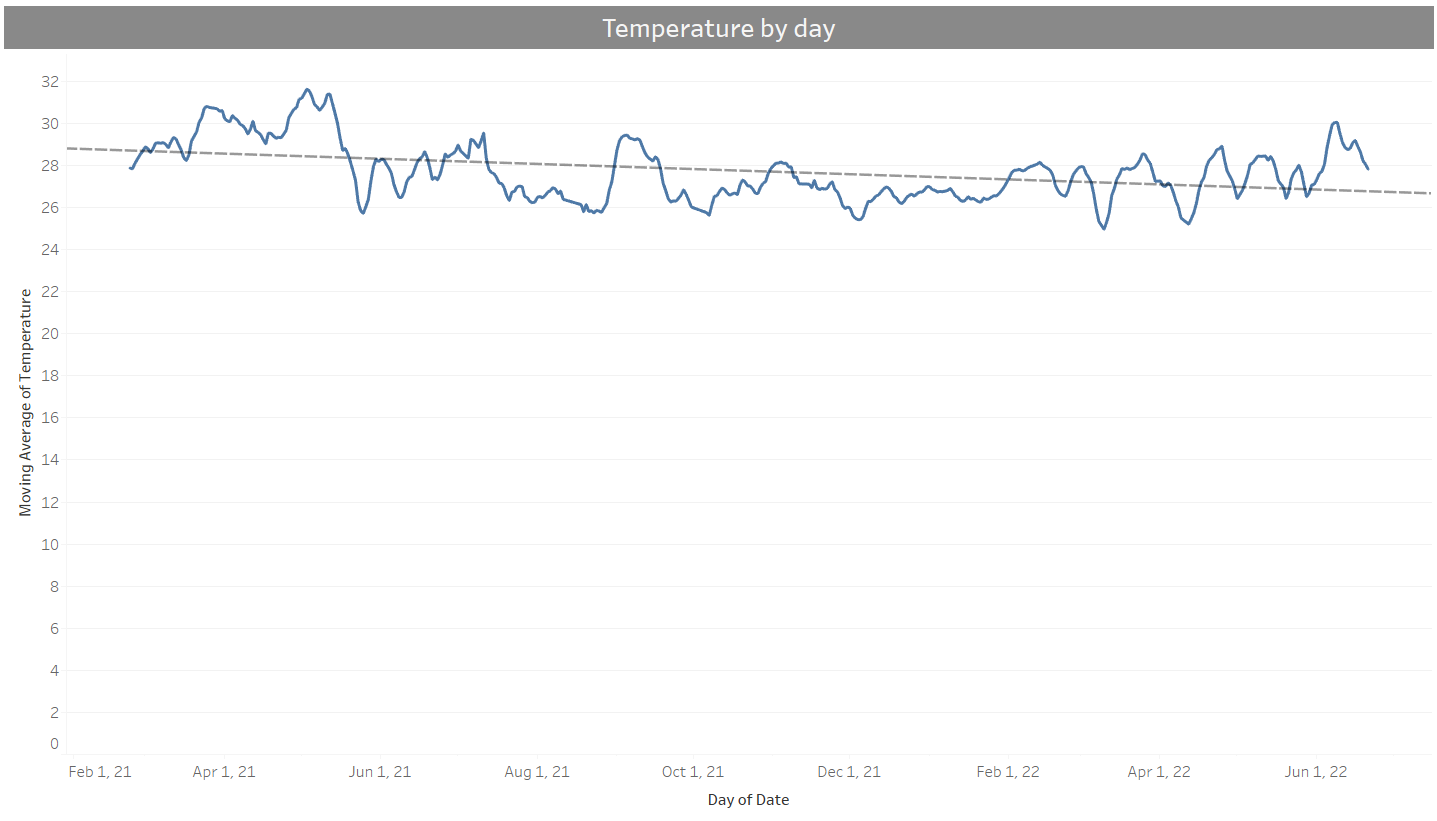 Temperature by day
Moving Average of Temperature
32
30
28
26
24
22
20
18
16
14
12
10
8
6
4
2
0
Feb 1, 21
Apr 1, 21
Jun 1, 21
Aug 1, 21
Oct 1, 21
Dec 1, 21
Feb 1, 22
Apr 1, 22
Jun 1, 22
Day of Date